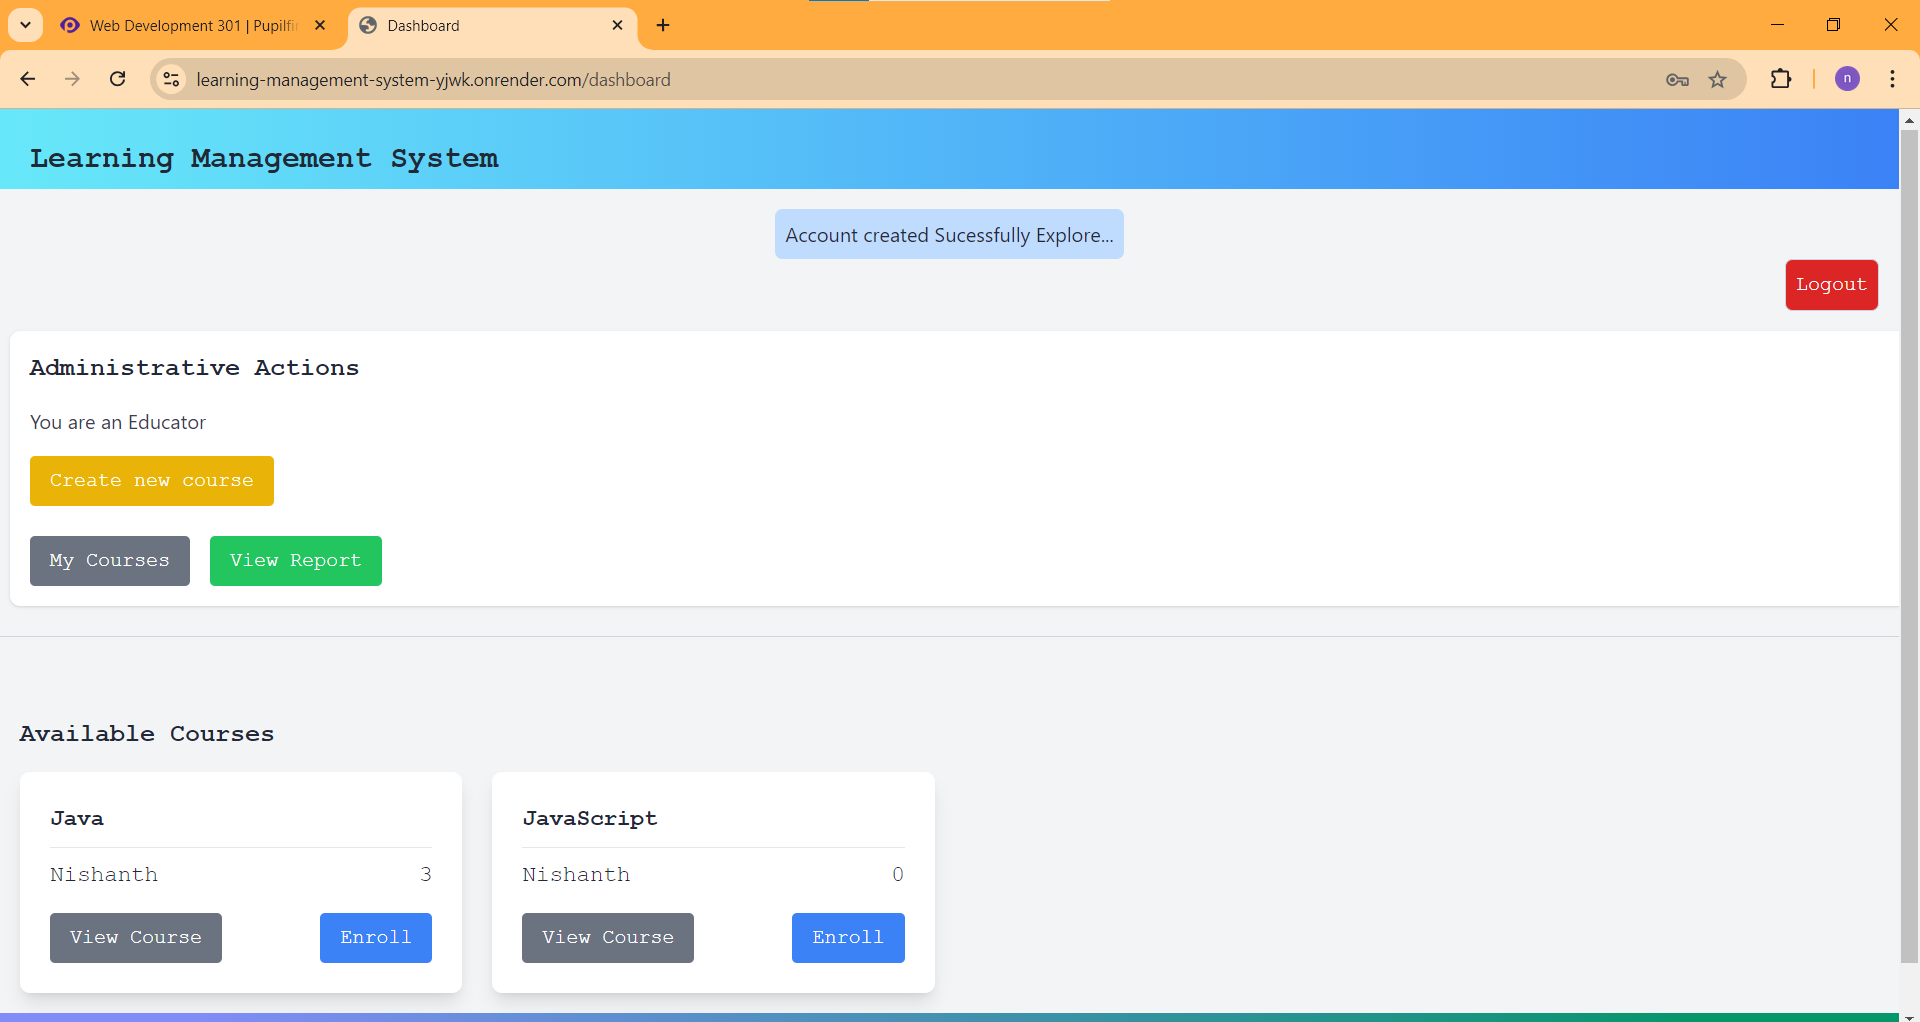 Web Development 301 | Pupilfi
Dashboard
learning-management-system-yjwk.onrender.com/dashboard
n
Learning Management System
Account created Sucessfully Explore...
Logout
Administrative Actions
You are an Educator
Create new course
My Courses View Report
Available Courses
Java
Nishanth 3
View Course Enroll
JavaScript
Nishanth 0
View Course Enroll